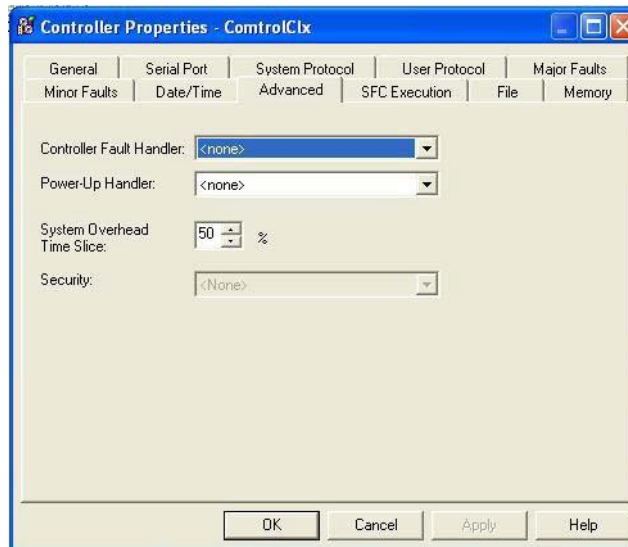 Controller Properties - ComtrolClx
General Serial Port System Protocol User Protocol Major Faults
Minor Faults Date/Time Advanced SFC Execution File Memory
Controller Fault Handler: <none>
Power-Up Handler: <none>
System Overhead
Time Slice: 50 %
Security: <None>
OK Cancel Apply Help